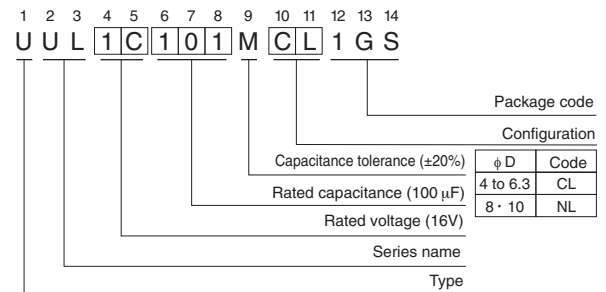 1 2 3 4 5 6 7 8 9 10 11 12 13 14
U U L 1 C 1 0 1 M C L 1 G S
Package code
Configuration
Capacitance tolerance (±20%)
Rated capacitance (100 µF)
Rated voltage (16V)
Series name
Type
ϕ D Code
4 to 6.3 CL
8 · 10 NL